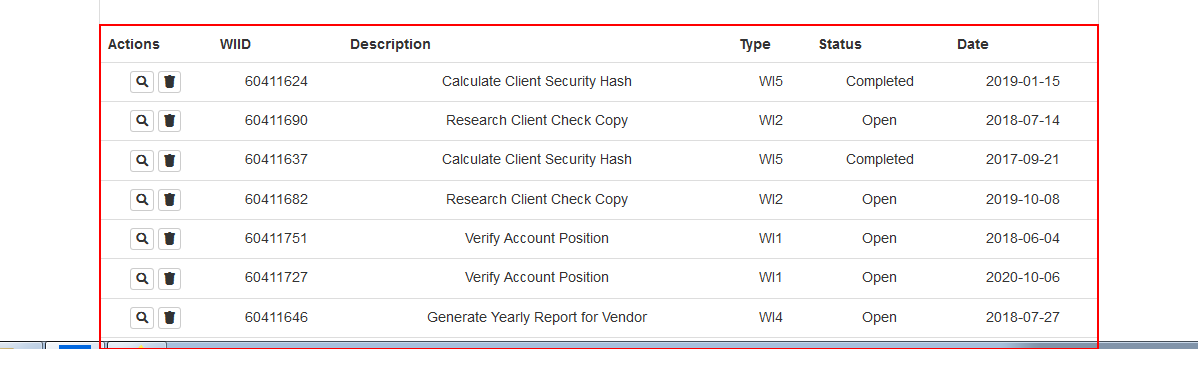 Actions WIID Description Type Status Date
60411624 Calculate Client Security Hash WI5 Completed 2019-01-15
60411690 Research Client Check Copy WI2 Open 2018-07-14
60411637 Calculate Client Security Hash WI5 Completed 2017-09-21
60411682 Research Client Check Copy WI2 Open 2019-10-08
60411751 Verify Account Position WI1 Open 2018-06-04
60411727 Verify Account Position WI1 Open 2020-10-06
60411646 Generate Yearly Report for Vendor WI4 Open 2018-07-27